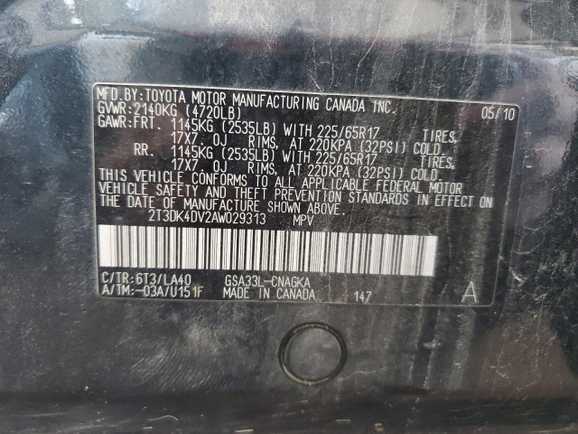 MFD.BY:TOYOTA MOTOR MANUFACTURING CANADA INC. 05/10
GVWR:2140KG (4720LB)
GAWR:FRT. 1145KG (2535LB) WITH 225/65R17 TIRES,
17X7. OJ RIMS, AT 220KPA (32PSI) COLD.
RR. 1145KG (2535LB) WITH 225/65R17 TIRES,
17X7. OJ RIMS, AT 220KPA (32PSI) COLD.
THIS VEHICLE CONFORMS TO ALL APPLICABLE FEDERAL MOTOR
VEHICLE SAFETY AND THEFT PREVENTION STANDARDS IN EFFECT ON
THE DATE OF MANUFACTURE SHOWN ABOVE.
2T3DK4DV2AW029313 MPV
C/TR:6T3/LA40 GSA33L-CNAGKA
A/TM:-03A/U151F MADE IN CANADA 147 A